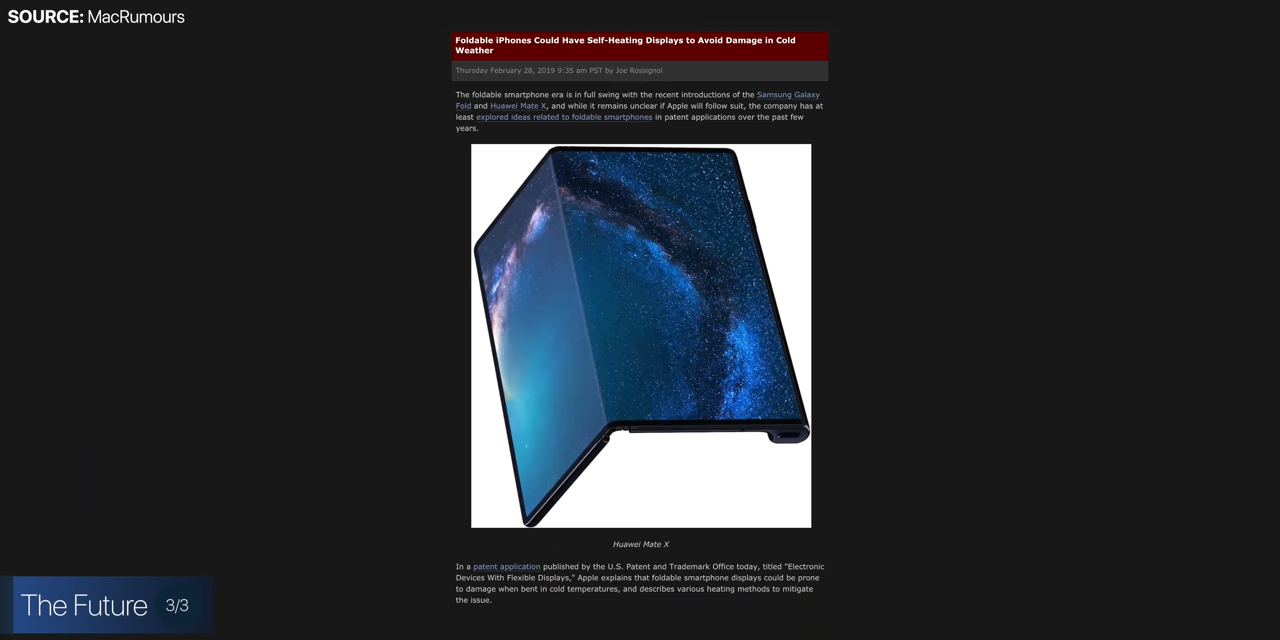 SOURCE: MacRumours
Foldable iPhones Could Have Self-Heating Displays to Avoid Damage in Cold
Weather
Thursday February 28, 2019 9:35 am PST by Joe Rossignol
The foldable smartphone era is in full swing with the recent introductions of the Samsung Galaxy
Fold and Huawei Mate X, and while it remains unclear if Apple will follow suit, the company has at
least explored ideas related to foldable smartphones in patent applications over the past few
years.
Huawei Mate X
In a patent application published by the U.S. Patent and Trademark Office today, titled "Electronic
Devices With Flexible Displays," Apple explains that foldable smartphone displays could be prone
to damage when bent in cold temperatures, and describes various heating methods to mitigate
the issue.
The Future 3/3